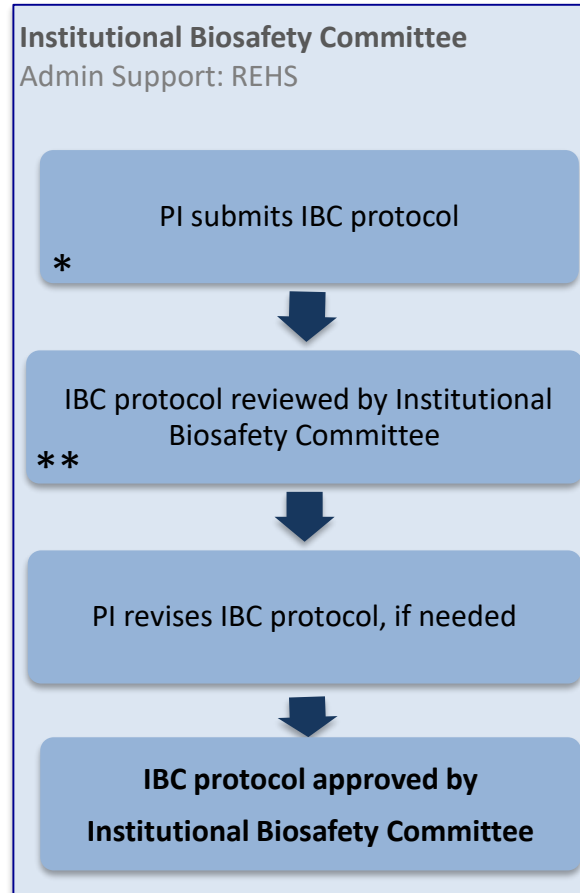 Institutional Biosafety Committee
Admin Support: REHS
PI submits IBC protocol
*
IBC protocol reviewed by Institutional
Biosafety Committee
**
PI revises IBC protocol, if needed
IBC protocol approved by
Institutional Biosafety Committee